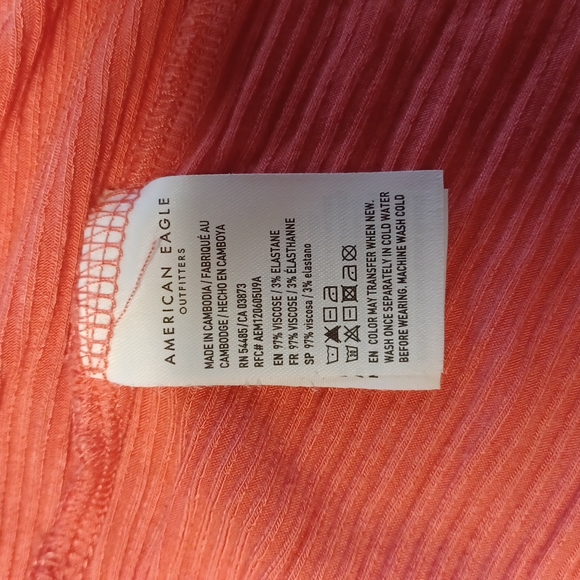 AMERICAN EAGLE
OUTFITTERS
MADE IN CAMBODIA / FABRIQUÉ AU
CAMBODGE / HECHO EN CAMBOYA
RN 54485/CA 03873
RFC# AEM120605U9A
EN 97% VISCOSE / 3% ELASTANE
FR 97% VISCOSE / 3% ÉLASTHANNE
SP 97% viscosa / 3% elastano
EN COLOR MAY TRANSFER WHEN NEW.
WASH ONCE SEPARATELY IN COLD WATER
BEFORE WEARING. MACHINE WASH COLD